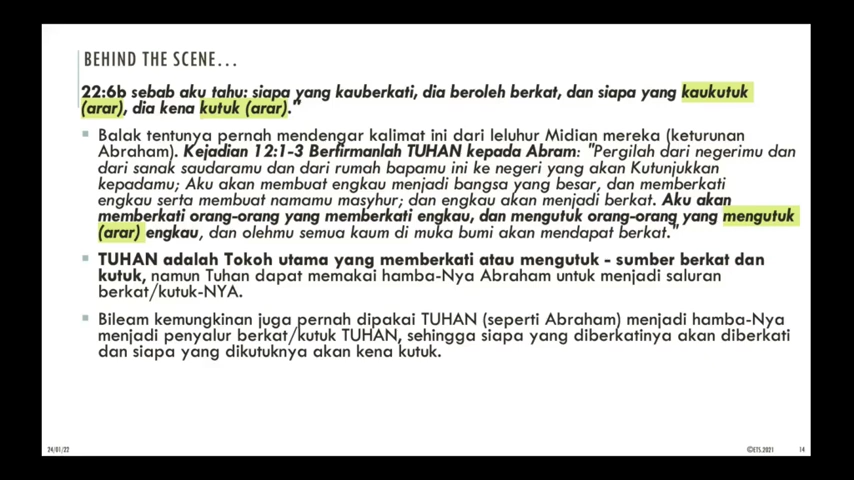 BEHIND THE SCENE…
22:6b sebab aku tahu: siapa yang kauberkati, dia beroleh berkat, dan siapa yang kaukutuk
(arar), dia kena kutuk (arar)."
Balak tentunya pernah mendengar kalimat ini dari leluhur Midian mereka (keturunan
Abraham). Kejadian 12:1-3 Berfirmanlah TUHAN kepada Abram: "Pergilah dari negerimu dan
dari sanak saudaramu dan dari rumah bapamu ini ke negeri yang akan Kutunjukkan
kepadamu; Aku akan membuat engkau menjadi bangsa yang besar, dan memberkati
engkau serta membuat namamu masyhur; dan engkau akan menjadi berkat. Aku akan
memberkati orang-orang yang memberkati engkau, dan mengutuk orang-orang yang mengutuk
(arar) engkau, dan olehmu semua kaum di muka bumi akan mendapat berkat."
TUHAN adalah Tokoh utama yang memberkati atau mengutuk - sumber berkat dan
kutuk, namun Tuhan dapat memakai hamba-Nya Abraham untuk menjadi saluran
berkat/kutuk-NYA.
Bileam kemungkinan juga pernah dipakai TUHAN (seperti Abraham) menjadi hamba-Nya
menjadi penyalur berkat/kutuk TUHAN, sehingga siapa yang diberkatinya akan diberkati
dan siapa yang dikutuknya akan kena kutuk.
24/01/22
©ETS.2021
14